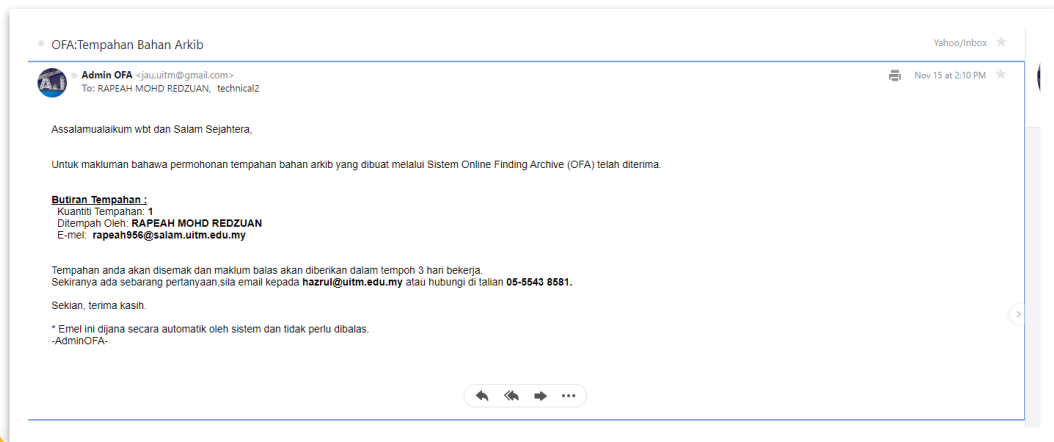 OFA:Tempahan Bahan Arkib
Yahoo/Inbox
Admin OFA <jau.uitm@gmail.com>
Nov 15 at 2:10 PM
To: RAPEAH MOHD REDZUAN, technical2
Assalamualaikum wbt dan Salam Sejahtera,
Untuk makluman bahawa permohonan tempahan bahan arkib yang dibuat melalui Sistem Online Finding Archive (OFA) telah diterima.
Butiran Tempahan :
Kuantiti Tempahan: 1
Ditempah Oleh: RAPEAH MOHD REDZUAN
E-mel: rapeah956@salam.uitm.edu.my
Tempahan anda akan disemak dan maklum balas akan diberikan dalam tempoh 3 hari bekerja.
Sekiranya ada sebarang pertanyaan,sila email kepada hazrul@uitm.edu.my atau hubungi di talian 05-5543 8581.
Sekian, terima kasih.
* Emel ini dijana secara automatik oleh sistem dan tidak perlu dibalas.
-AdminOFA-